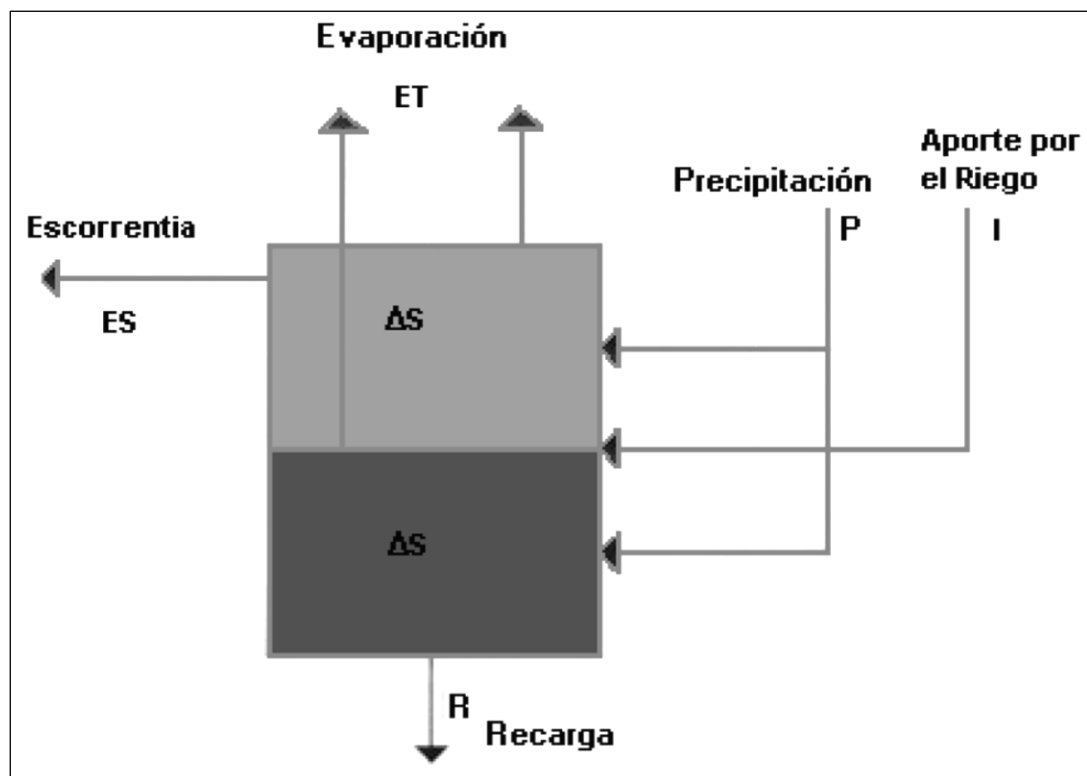 Evaporación
ET
Aporte por
el Riego
Precipitación
P
I
Escorrentia
ES
ΔS
ΔS
R
Recarga